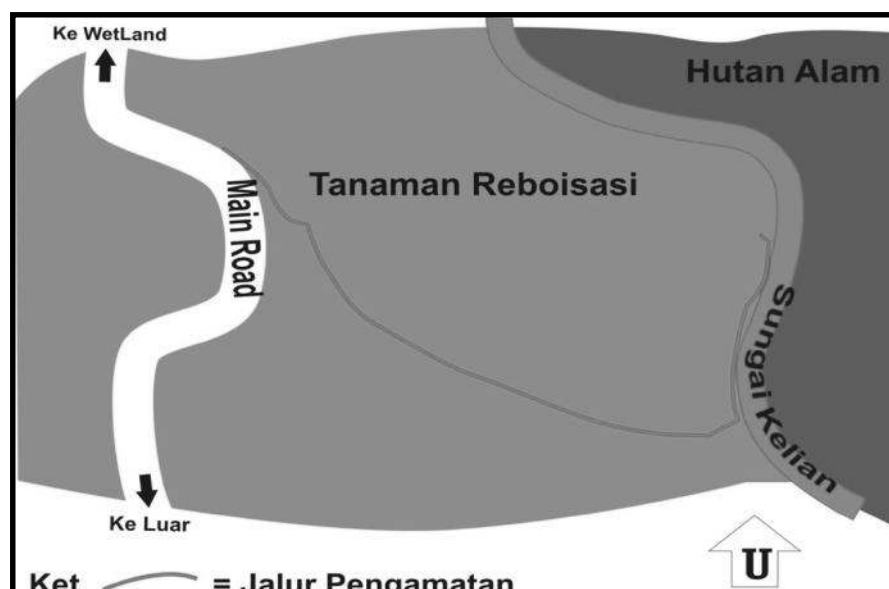 Ke WetLand
Hutan Alam
Tanaman Reboisasi
Main Road
Sungai Kelian
Ke Luar
U
Ket = Jalur Pengamatan